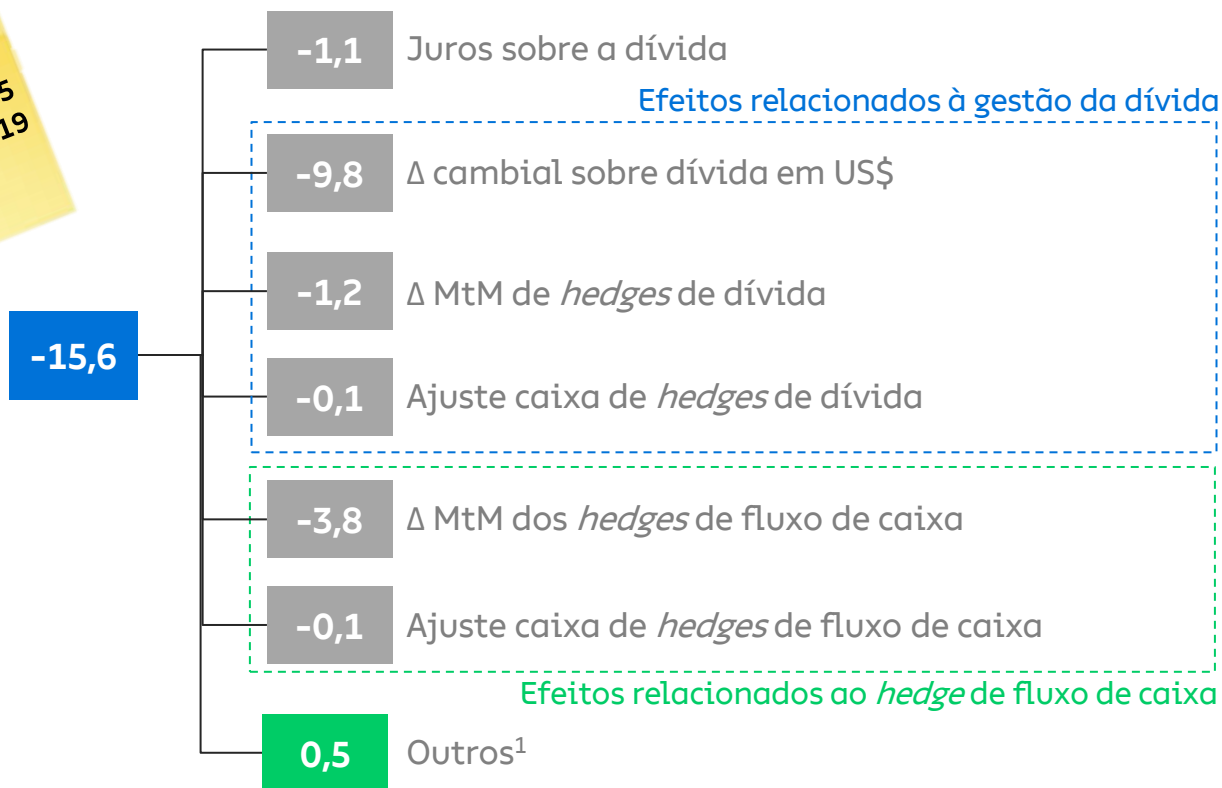 5
19
-1,1 Juros sobre a dívida
Efeitos relacionados à gestão da dívida
-9,8 Δ cambial sobre dívida em US$
-1,2 Δ MtM de hedges de dívida
-15,6
-0,1 Ajuste caixa de hedges de dívida
-3,8 Δ MtM dos hedges de fluxo de caixa
-0,1 Ajuste caixa de hedges de fluxo de caixa
Efeitos relacionados ao hedge de fluxo de caixa
0,5 Outros¹